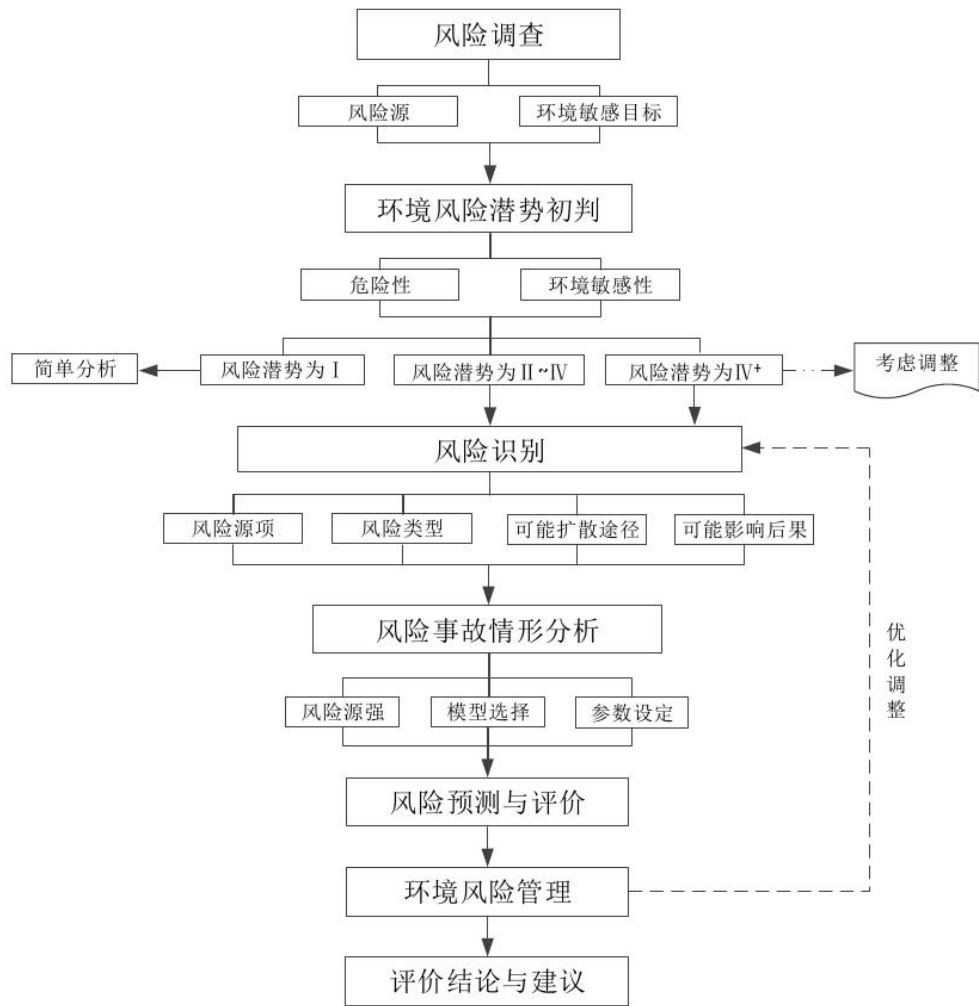 风险调查
风险源
环境敏感目标
环境风险潜势初判
危险性
环境敏感性
简单分析
风险潜势为Ⅰ
风险潜势为Ⅱ~Ⅳ
风险潜势为Ⅳ+
考虑调整
风险识别
风险源项
风险类型
可能扩散途径
可能影响后果
风险事故情形分析
优化调整
风险源强
模型选择
参数设定
风险预测与评价
环境风险管理
评价结论与建议